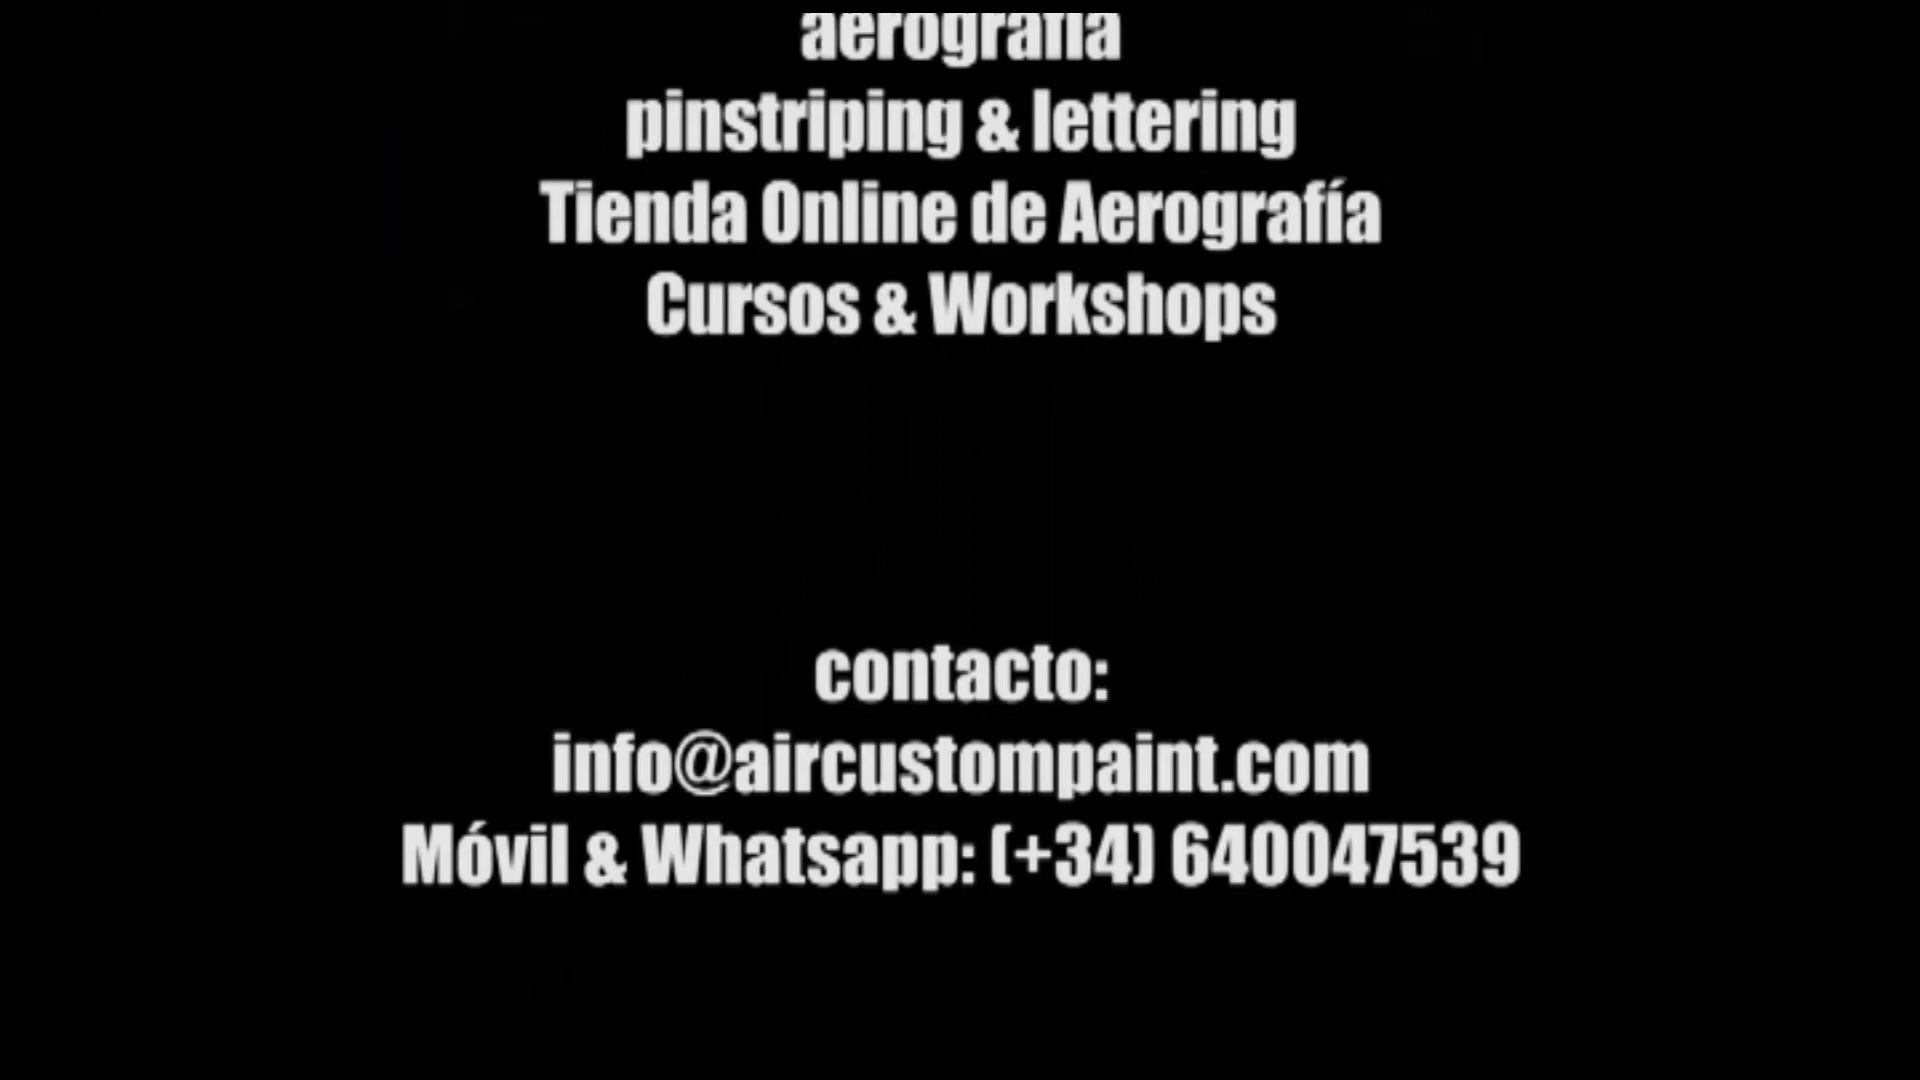 aerografía
pinstriping & lettering
Tienda Online de Aerografía
Cursos & Workshops
contacto:
info@aircustompaint.com
Móvil & Whatsapp: (+34) 640047539